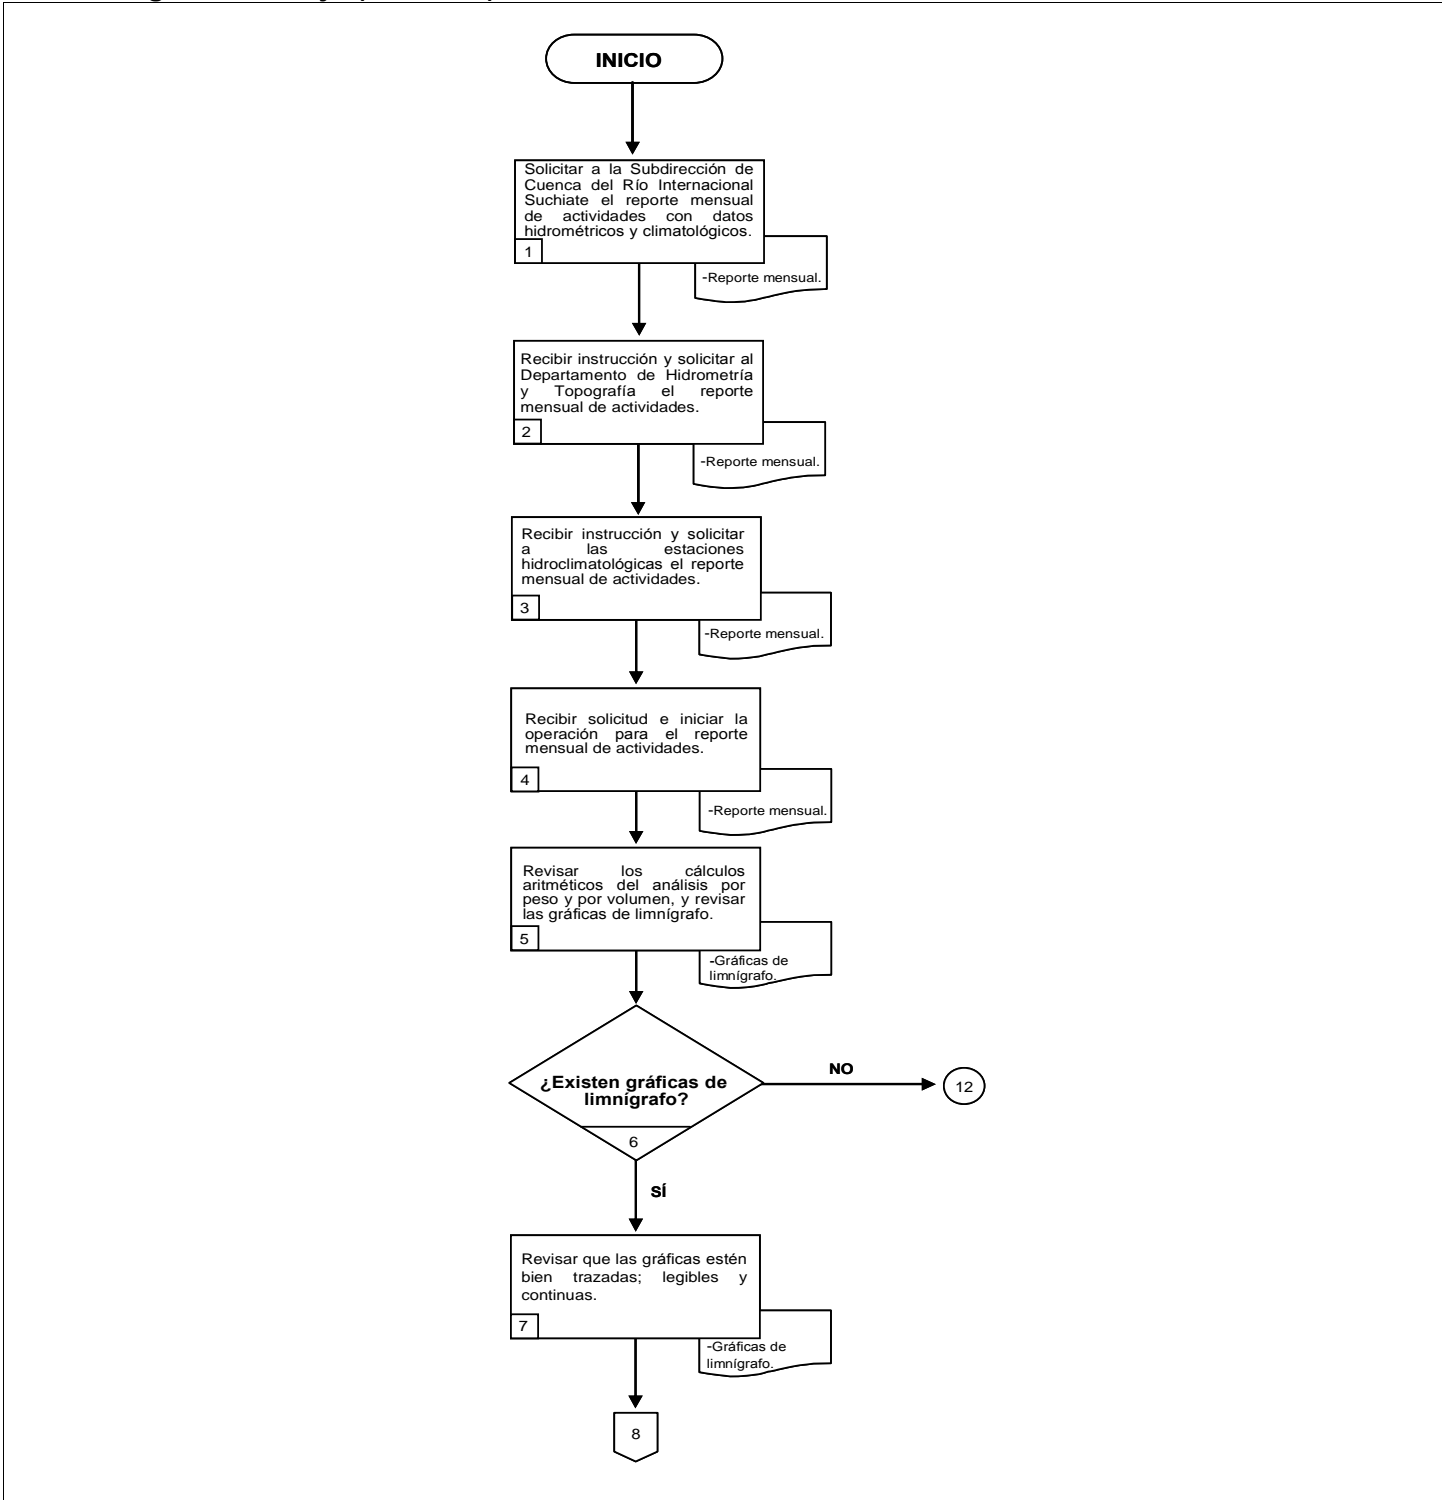 INICIO
Solicitar a la Subdirección de
Cuenca del Río Internacional
Suchiate el reporte mensual
de actividades con datos
hidrométricos y climatológicos.
1
-Reporte mensual.
Recibir instrucción y solicitar al
Departamento de Hidrometría
y Topografía el reporte
mensual de actividades.
2
-Reporte mensual.
Recibir instrucción y solicitar
a las estaciones
hidroclimatológicas el reporte
mensual de actividades.
3
-Reporte mensual.
Recibir solicitud e iniciar la
operación para el reporte
mensual de actividades.
4
-Reporte mensual.
Revisar los cálculos
aritméticos del análisis por
peso y por volumen, y revisar
las gráficas de limnígrafo.
5
-Gráficas de
limnígrafo.
¿Existen gráficas de
limnígrafo?
6
NO
12
SÍ
Revisar que las gráficas estén
bien trazadas; legibles y
continuas.
7
-Gráficas de
limnígrafo.
8